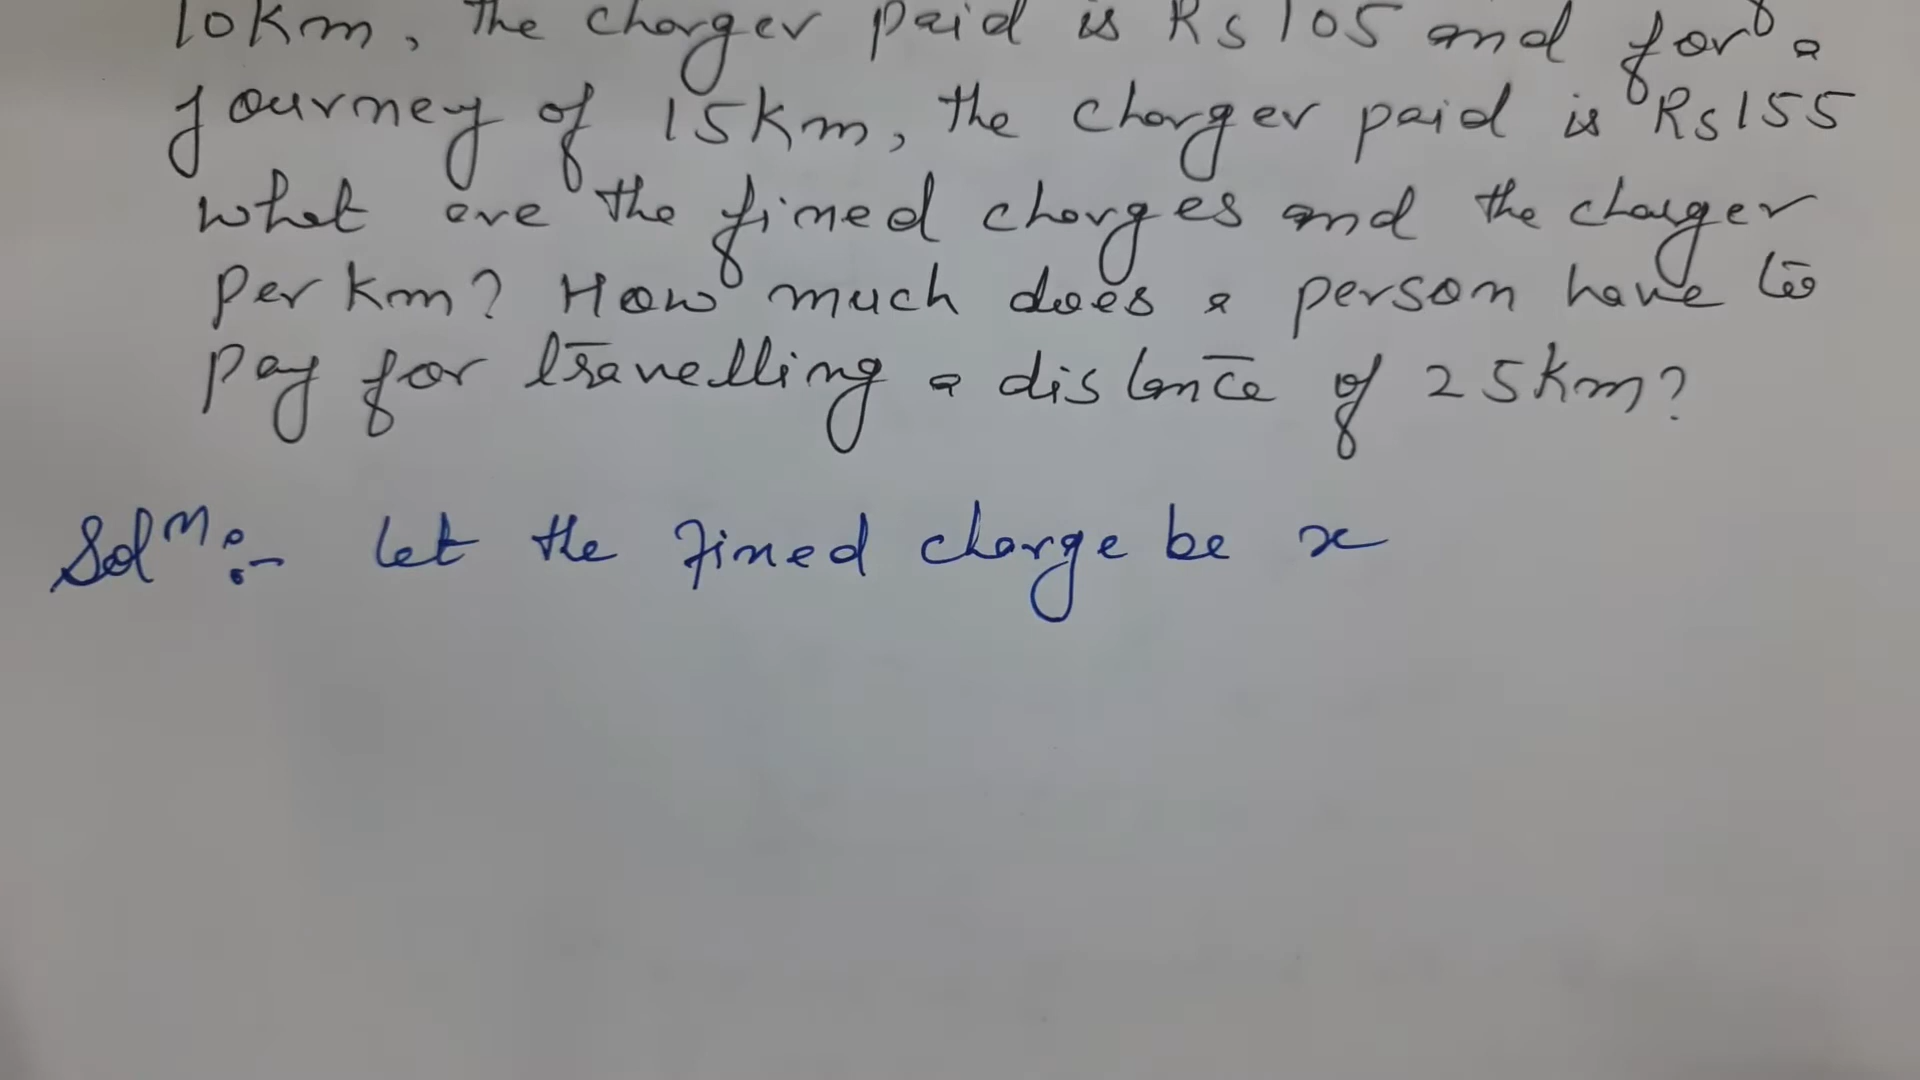 10km, the charger paid is Rs 105 and for a
journey of 15km, the charger paid is Rs155
what are the fixed charges and the charger
per km? How much does a person have to
pay for travelling a distance of 25km?
Solⁿ:- let the fixed charge be x